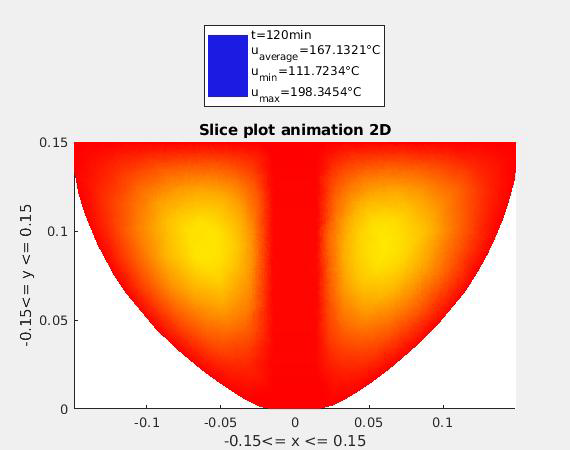 t=120min
u_average=167.1321°C
u_min=111.7234°C
u_max=198.3454°C
Slice plot animation 2D
0.15
0.1
0.05
0
-0.15<= y <= 0.15
-0.1
-0.05
0
0.05
0.1
-0.15<= x <= 0.15